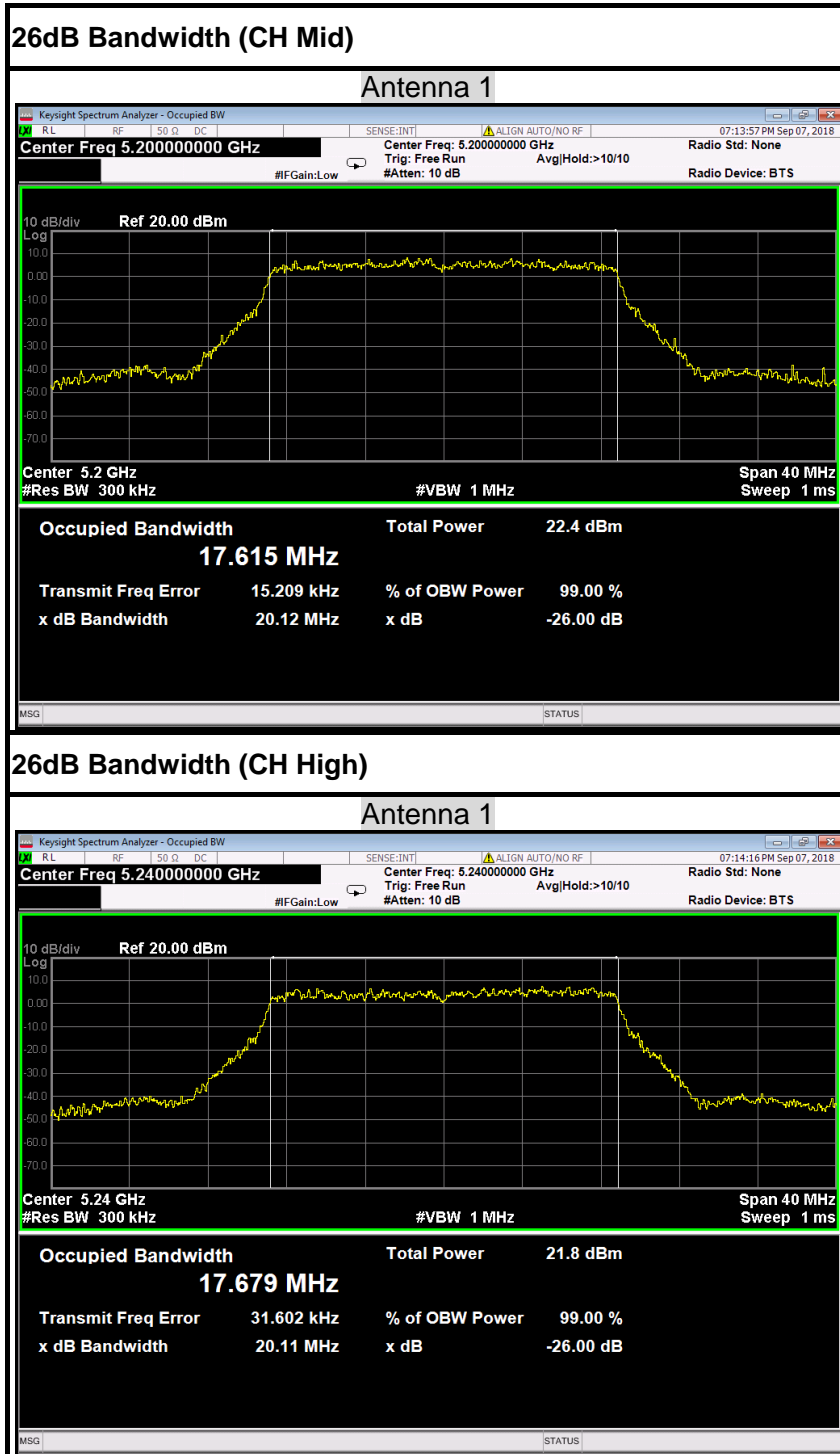 26dB Bandwidth (CH Mid)
Antenna 1
Keysight Spectrum Analyzer - Occupied BW
LXI RL RF 50 Ω DC SENSE:INT ALIGN AUTO/NO RF 07:13:57 PM Sep 07, 2018
Center Freq 5.200000000 GHz Center Freq: 5.200000000 GHz Radio Std: None
Trig: Free Run Avg|Hold:>10/10
#IFGain:Low #Atten: 10 dB Radio Device: BTS
10 dB/div Ref 20.00 dBm
Log
10.0
0.00
-10.0
-20.0
-30.0
-40.0
-50.0
-60.0
-70.0
Center 5.2 GHz Span 40 MHz
#Res BW 300 kHz #VBW 1 MHz Sweep 1 ms
Occupied Bandwidth Total Power 22.4 dBm
17.615 MHz
Transmit Freq Error 15.209 kHz % of OBW Power 99.00 %
x dB Bandwidth 20.12 MHz x dB -26.00 dB
MSG STATUS
26dB Bandwidth (CH High)
Antenna 1
Keysight Spectrum Analyzer - Occupied BW
LXI RL RF 50 Ω DC SENSE:INT ALIGN AUTO/NO RF 07:14:16 PM Sep 07, 2018
Center Freq 5.240000000 GHz Center Freq: 5.240000000 GHz Radio Std: None
Trig: Free Run Avg|Hold:>10/10
#IFGain:Low #Atten: 10 dB Radio Device: BTS
10 dB/div Ref 20.00 dBm
Log
10.0
0.00
-10.0
-20.0
-30.0
-40.0
-50.0
-60.0
-70.0
Center 5.24 GHz Span 40 MHz
#Res BW 300 kHz #VBW 1 MHz Sweep 1 ms
Occupied Bandwidth Total Power 21.8 dBm
17.679 MHz
Transmit Freq Error 31.602 kHz % of OBW Power 99.00 %
x dB Bandwidth 20.11 MHz x dB -26.00 dB
MSG STATUS